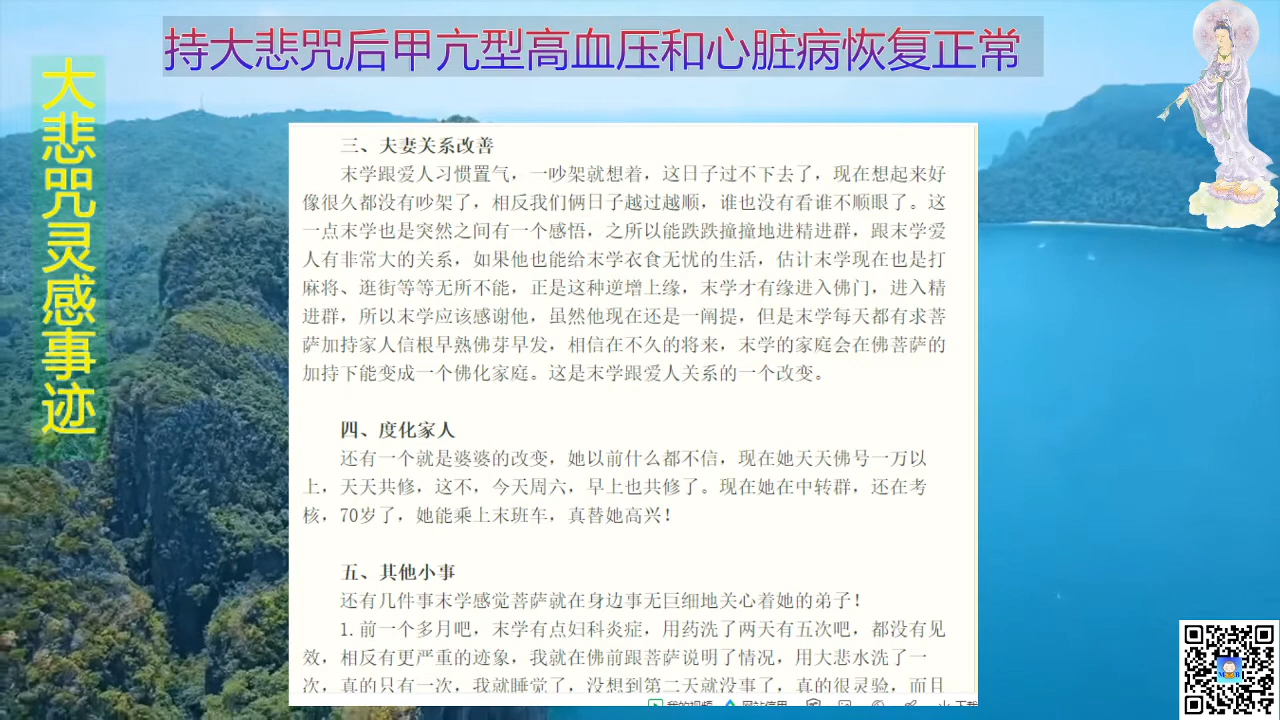 持大悲咒后甲亢型高血压和心脏病恢复正常
大悲咒灵感事迹
三、夫妻关系改善
末学跟爱人习惯置气，一吵架就想着，这日子过不下去了，现在想起来好
像很久都没有吵架了，相反我们俩日子越过越顺，谁也没有看谁不顺眼了。这
一点末学也是突然之间有一个感悟，之所以能跌跌撞撞地进精进群，跟末学爱
人有非常大的关系，如果他也能给末学衣食无忧的生活，估计末学现在也是打
麻将、逛街等等无所不能，正是这种逆增上缘，末学才有缘进入佛门，进入精
进群，所以末学应该感谢他，虽然他现在还是一阐提，但是末学每天都有求菩
萨加持家人信根早熟佛芽早发，相信在不久的将来，末学的家庭会在佛菩萨的
加持下能变成一个佛化家庭。这是末学跟爱人关系的一个改变。
四、度化家人
还有一个就是婆婆的改变，她以前什么都不信，现在她天天佛号一万以
上，天天共修，这不，今天周六，早上也共修了。现在她在中转群，还在考
核，70岁了，她能乘上末班车，真替她高兴！
五、其他小事
还有几件事末学感觉菩萨就在身边事无巨细地关心着她的弟子！
1.前一个多月吧，末学有点妇科炎症，用药洗了两天有五次吧，都没有见
效，相反有更严重的迹象，我就在佛前跟菩萨说明了情况，用大悲水洗了一
次，真的只有一次，我就睡觉了，没想到第二天就没事了，真的很灵验，而且
我的视频 网站信用 下载